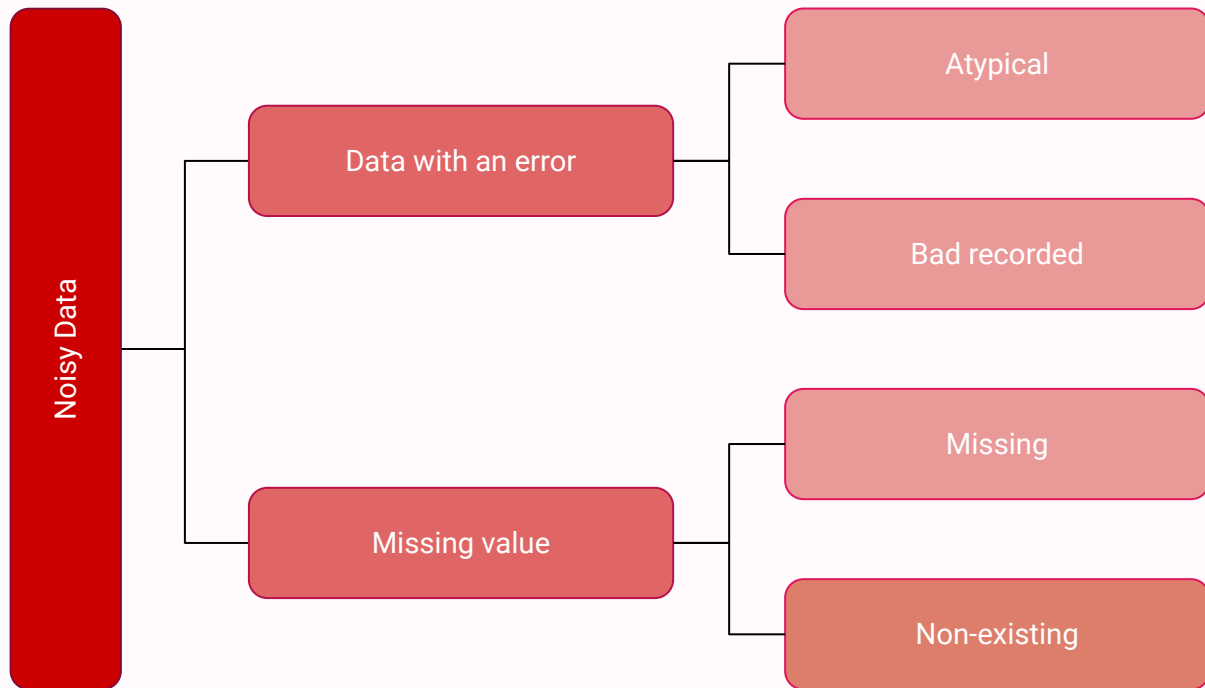 Noisy Data
Data with an error
Atypical
Bad recorded
Missing value
Missing
Non-existing